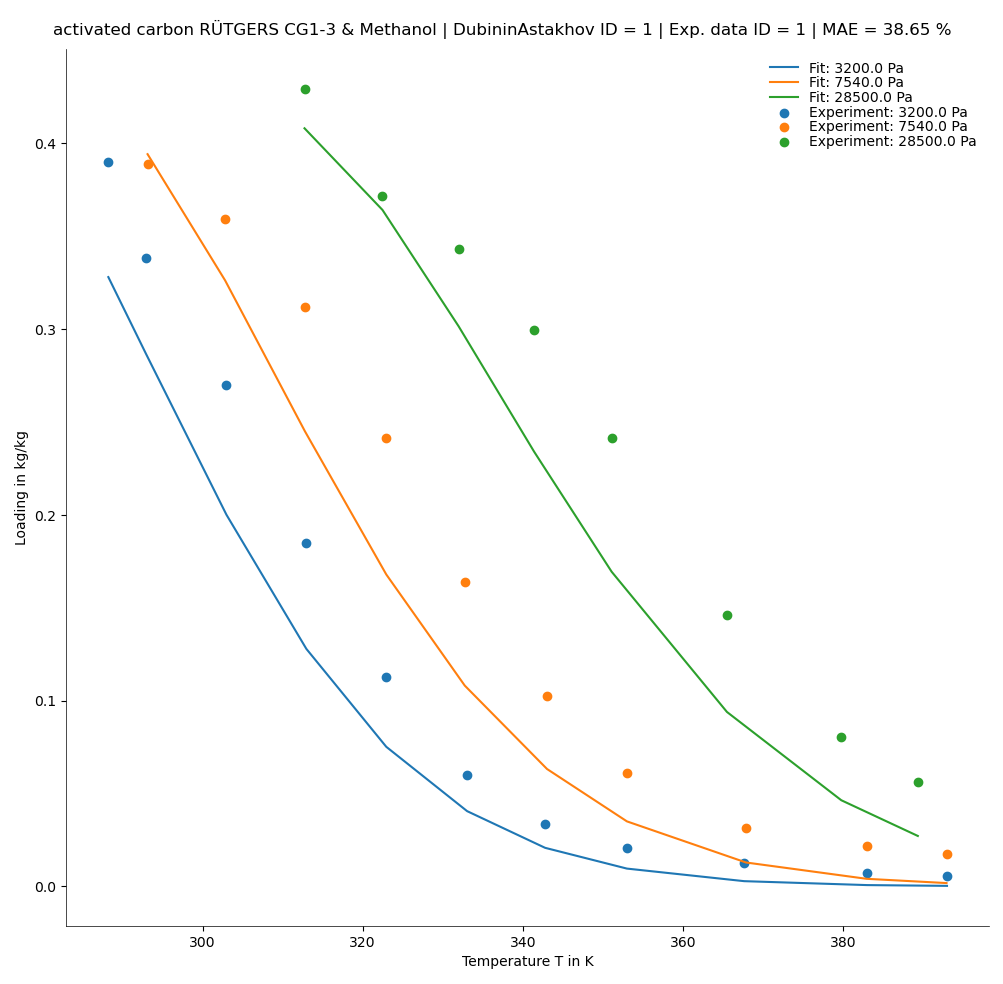 activated carbon RÜTGERS CG1-3 & Methanol | DubininAstakhov ID = 1 | Exp. data ID = 1 | MAE = 38.65 %
Fit: 3200.0 Pa
Fit: 7540.0 Pa
Fit: 28500.0 Pa
Experiment: 3200.0 Pa
Experiment: 7540.0 Pa
Experiment: 28500.0 Pa
Loading in kg/kg
0.4
0.3
0.2
0.1
0.0
300
320
340
360
380
Temperature T in K